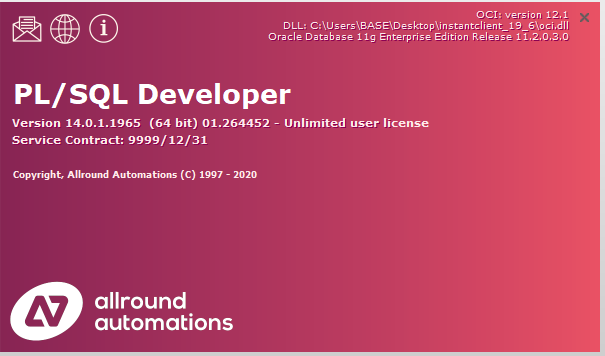 OCI: version 12.1
DLL: C:\Users\BASE\Desktop\instantclient_19_6\oci.dll
Oracle Database 11g Enterprise Edition Release 11.2.0.3.0
PL/SQL Developer
Version 14.0.1.1965 (64 bit) 01.264452 - Unlimited user license
Service Contract: 9999/12/31
Copyright, Allround Automations (C) 1997 - 2020
allround
automations